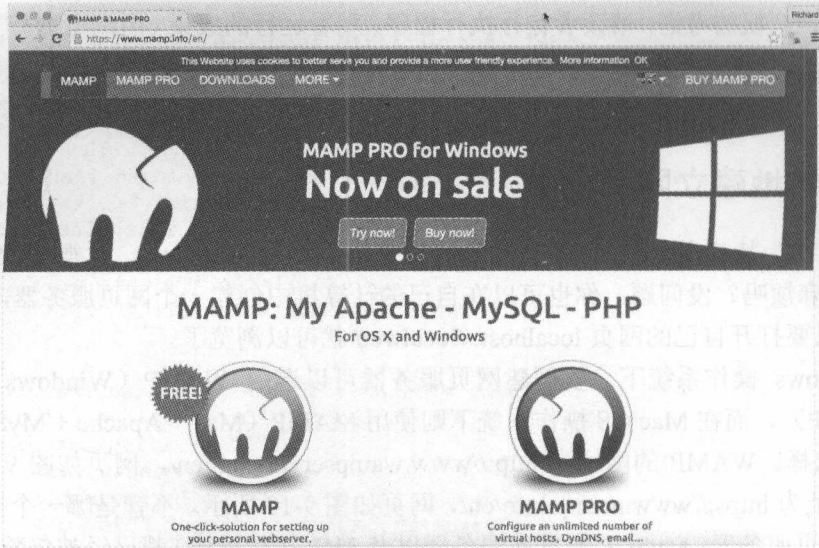 MAMP & MAMP PRO
Richard
https://www.mamp.info/en/
This Website uses cookies to better serve you and provide a more user friendly experience. More information OK
MAMP MAMP PRO DOWNLOADS MORE BUY MAMP PRO
MAMP PRO for Windows
Now on sale
Try now! Buy now!
MAMP: My Apache - MySQL - PHP
For OS X and Windows
FREE!
MAMP MAMP PRO
One-click-solution for setting up Configure an unlimited number of
your personal webserver. virtual hosts, DynDNS, email...